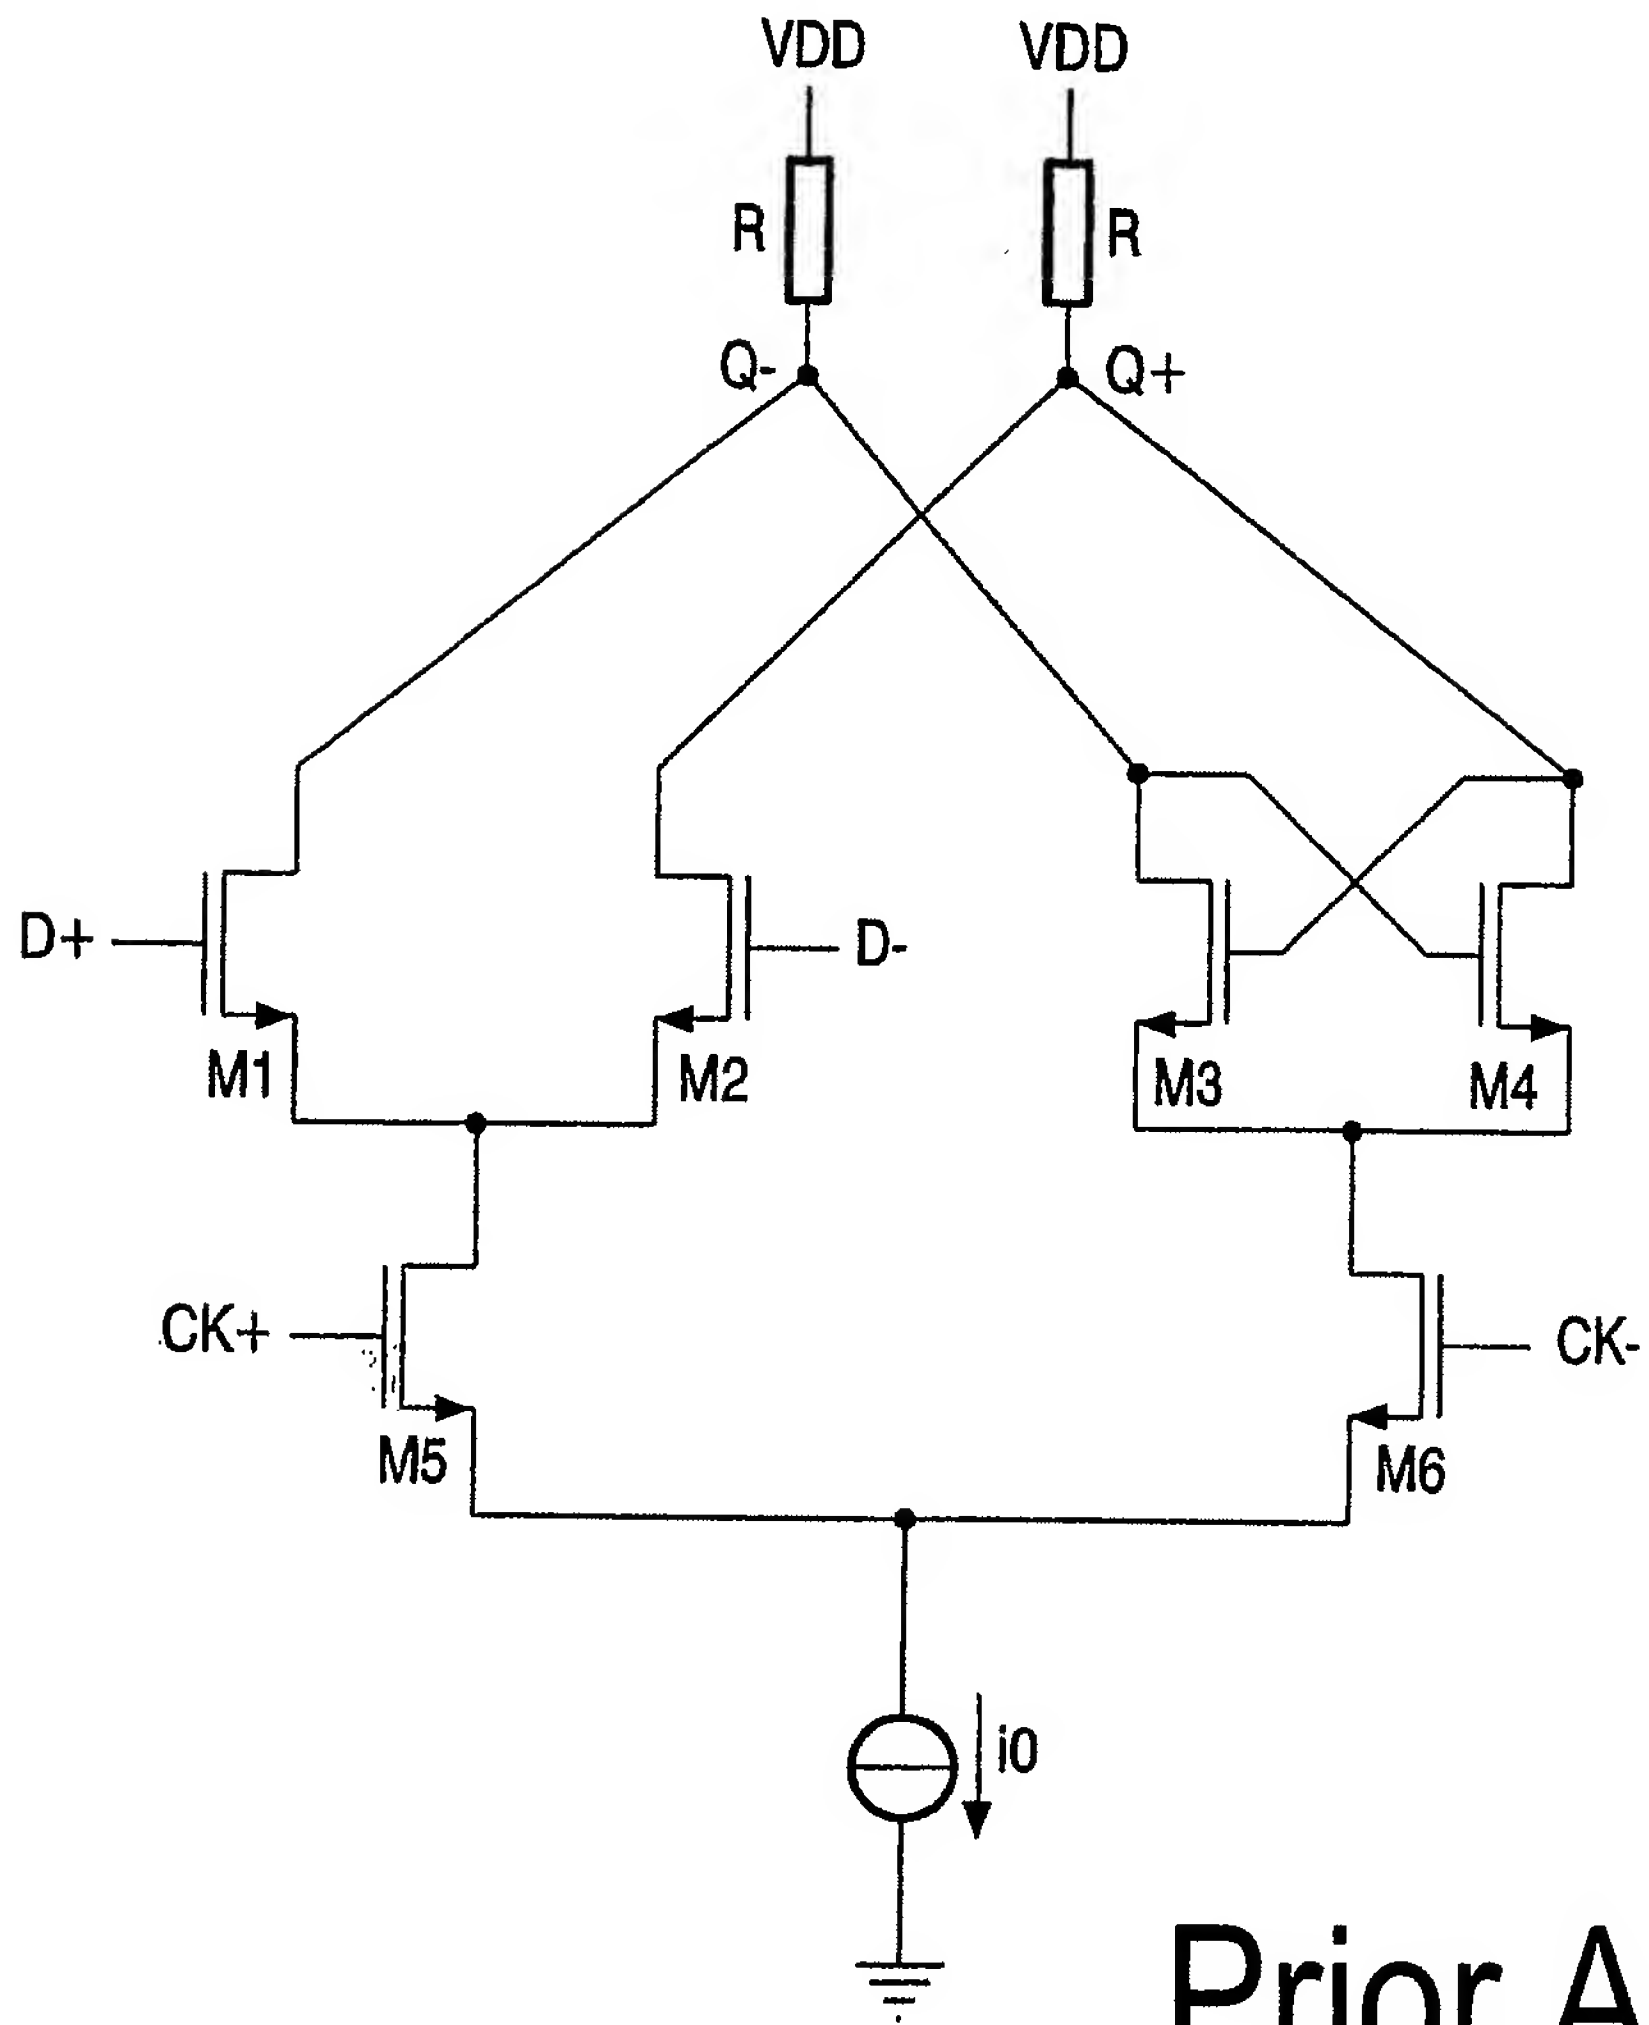 VDD VDD
R R
Q- Q+
D+ D-
M1 M2 M3 M4
CK+ CK-
M5 M6
i0
Prior A